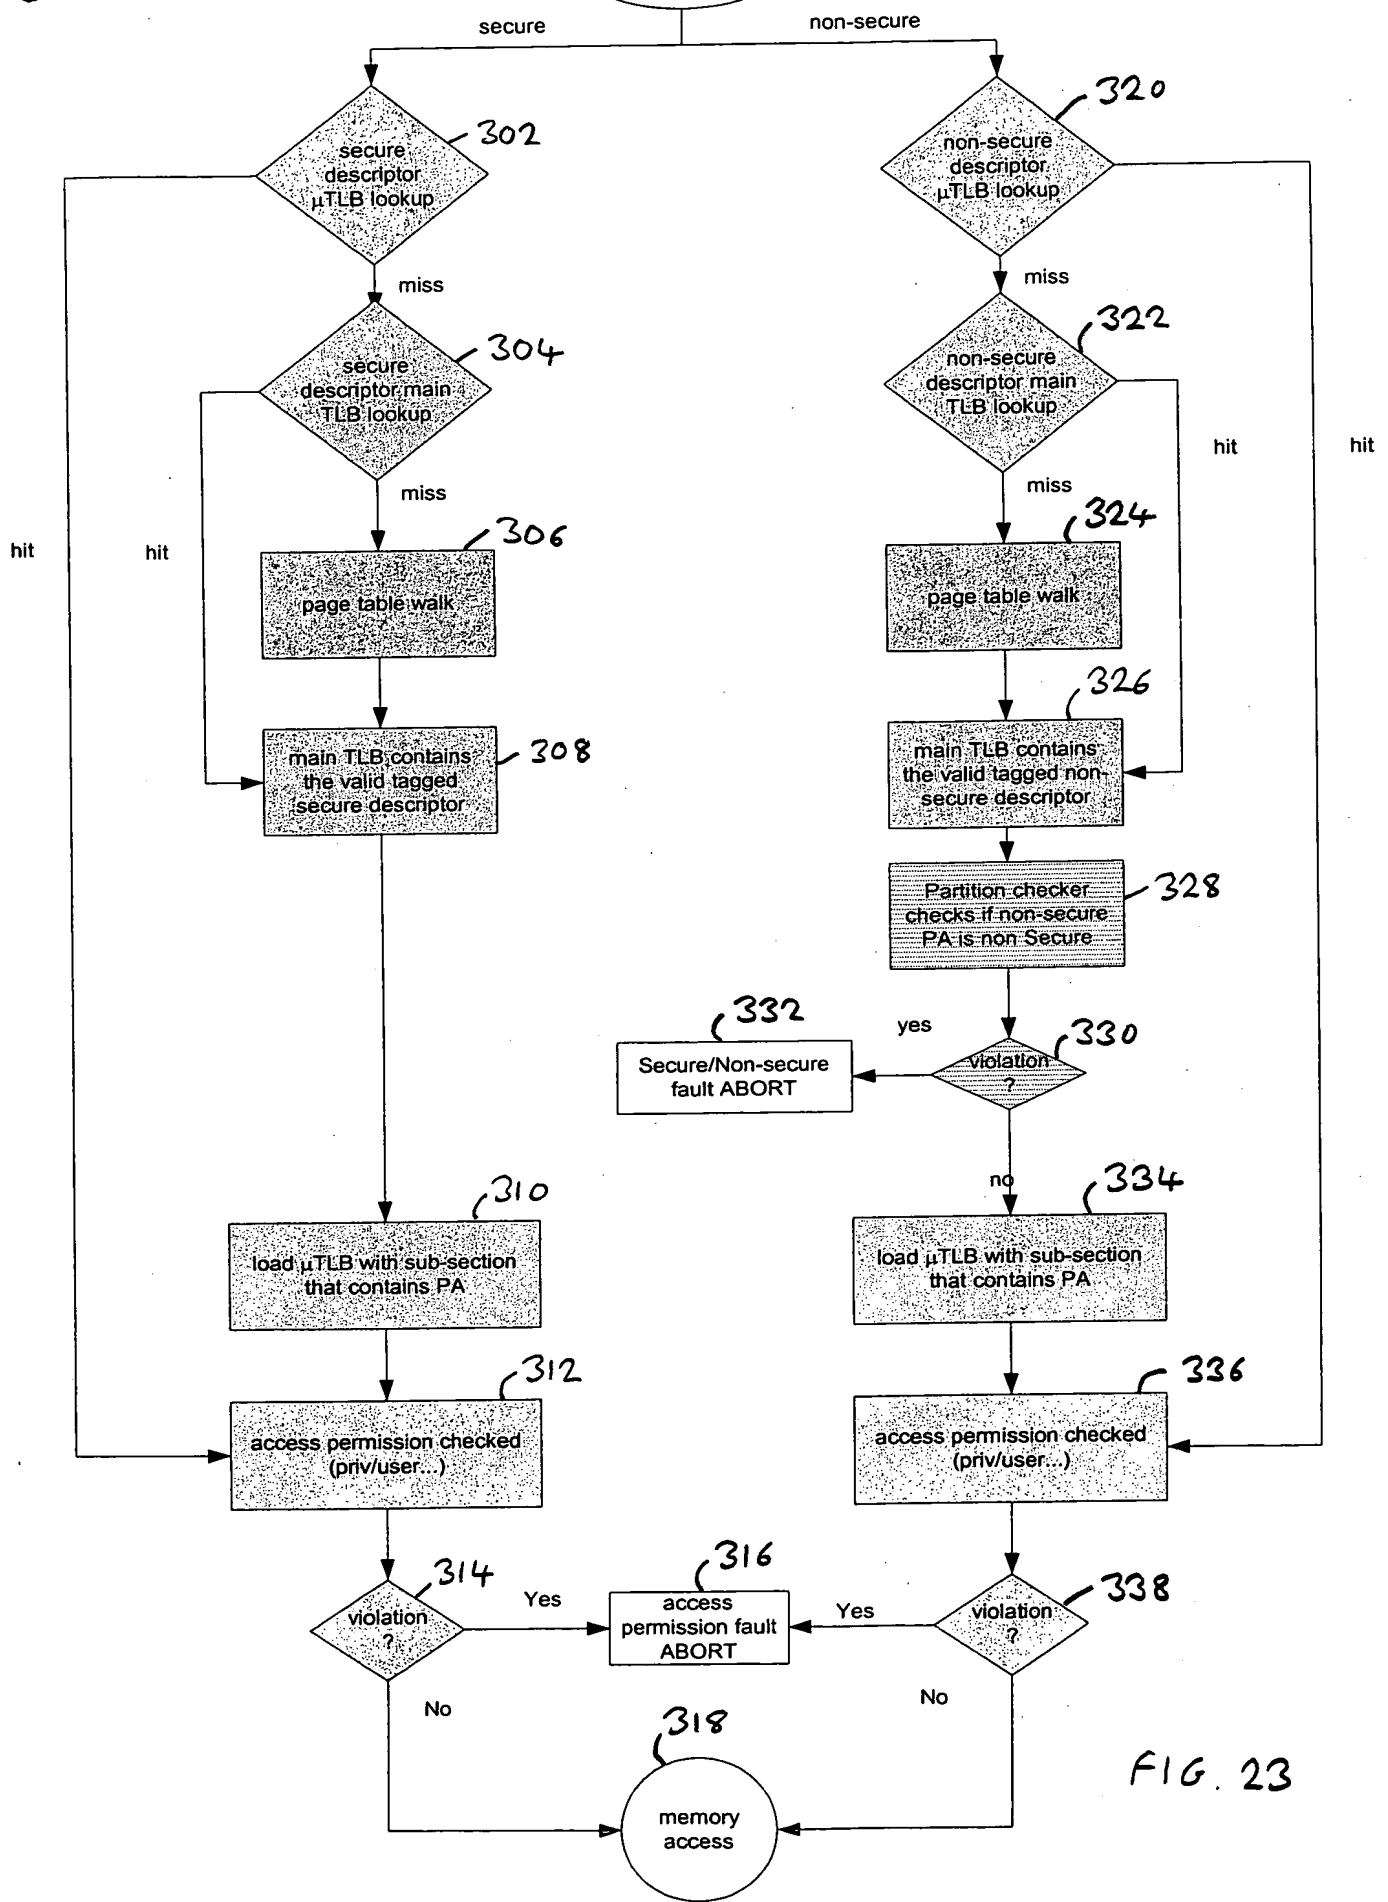 secure
non-secure
302
secure
descriptor
µTLB lookup
320
non-secure
descriptor
µTLB lookup
miss
miss
304
secure
descriptor main
TLB lookup
322
non-secure
descriptor main
TLB lookup
hit
hit
miss
miss
hit
hit
306
page table walk
324
page table walk
308
main TLB contains
the valid tagged
secure descriptor
326
main TLB contains
the valid tagged non-
secure descriptor
328
Partition checker
checks if non-secure
PA is non Secure
332
Secure/Non-secure
fault ABORT
yes
330
violation
?
no
310
load µTLB with sub-section
that contains PA
334
load µTLB with sub-section
that contains PA
312
access permission checked
(priv/user...)
336
access permission checked
(priv/user...)
314
violation
?
Yes
316
access
permission fault
ABORT
Yes
338
violation
?
No
No
318
memory
access
FIG. 23